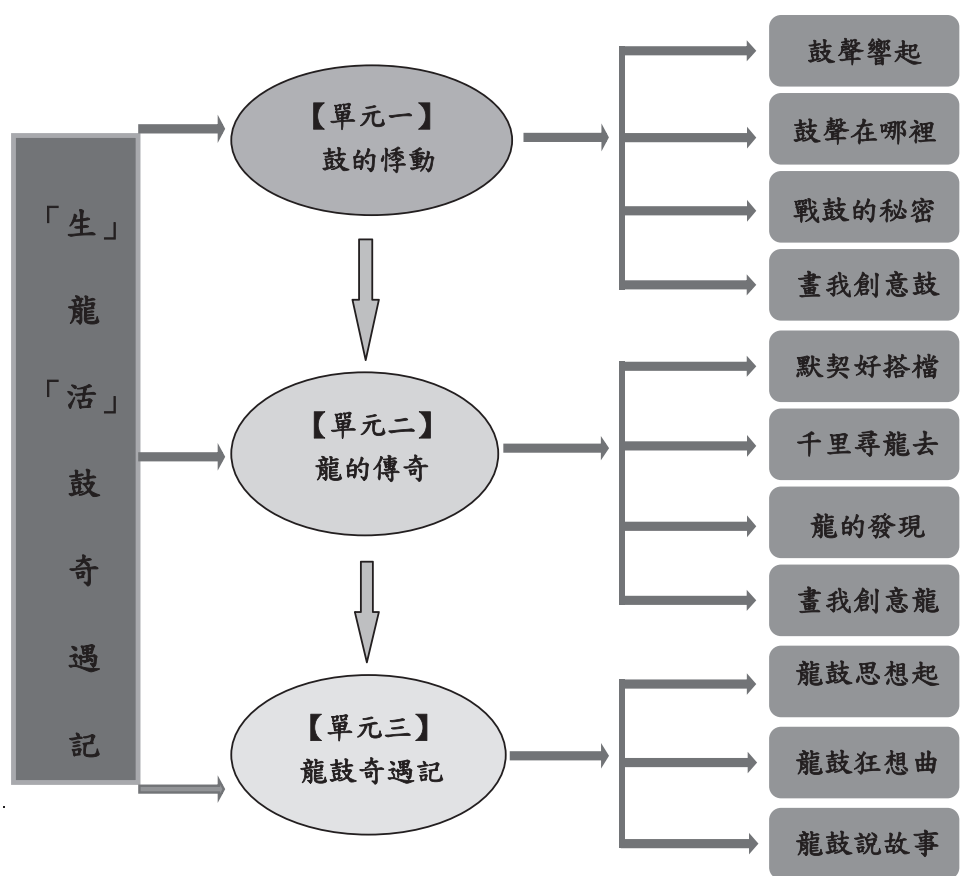 「生」龍「活」鼓奇遇記
【單元一】
鼓的悸動
鼓聲響起
鼓聲在哪裡
戰鼓的秘密
畫我創意鼓
【單元二】
龍的傳奇
默契好搭檔
千里尋龍去
龍的發現
畫我創意龍
【單元三】
龍鼓奇遇記
龍鼓思想起
龍鼓狂想曲
龍鼓說故事